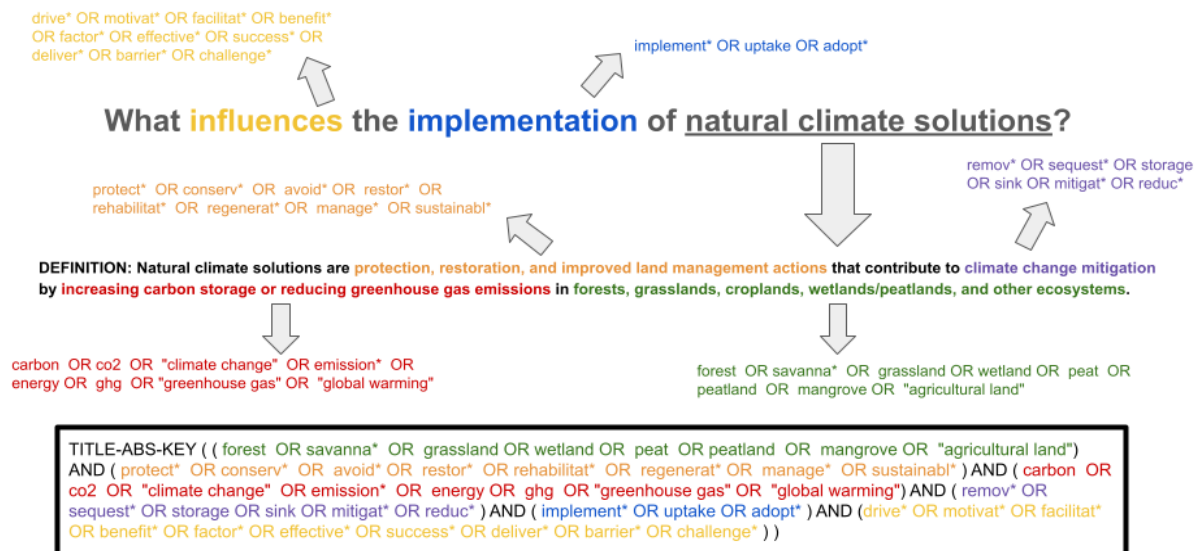 drive* OR motivat* OR facilitat* OR benefit*
OR factor* OR effective* OR success* OR
deliver* OR barrier* OR challenge*
implement* OR uptake OR adopt*
What influences the implementation of natural climate solutions?
remov* OR sequest* OR storage
OR sink OR mitigat* OR reduc*
protect* OR conserv* OR avoid* OR restor* OR
rehabilitat* OR regenerat* OR manage* OR sustainabl*
DEFINITION: Natural climate solutions are protection, restoration, and improved land management actions that contribute to climate change mitigation
by increasing carbon storage or reducing greenhouse gas emissions in forests, grasslands, croplands, wetlands/peatlands, and other ecosystems.
carbon OR co2 OR "climate change" OR emission* OR
energy OR ghg OR "greenhouse gas" OR "global warming"
forest OR savanna* OR grassland OR wetland OR peat OR
peatland OR mangrove OR "agricultural land"
TITLE-ABS-KEY ( ( forest OR savanna* OR grassland OR wetland OR peat OR peatland OR mangrove OR "agricultural land")
AND ( protect* OR conserv* OR avoid* OR restor* OR rehabilitat* OR regenerat* OR manage* OR sustainabl* ) AND ( carbon OR
co2 OR "climate change" OR emission* OR energy OR ghg OR "greenhouse gas" OR "global warming") AND ( remov* OR
sequest* OR storage OR sink OR mitigat* OR reduc* ) AND ( implement* OR uptake OR adopt* ) AND (drive* OR motivat* OR facilitat*
OR benefit* OR factor* OR effective* OR success* OR deliver* OR barrier* OR challenge* ) )